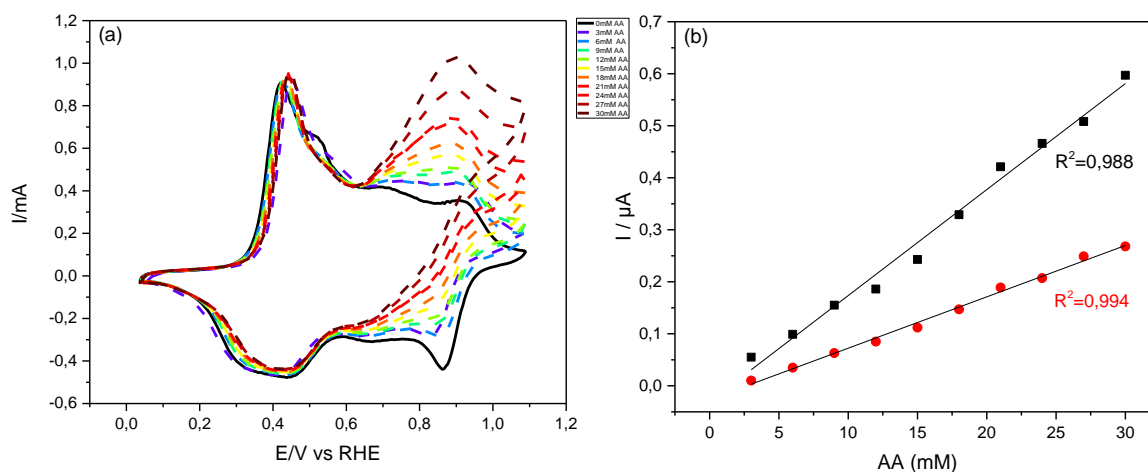 (a)
1,2
1,0
0,8
0,6
0,4
0,2
0,0
-0,2
-0,4
-0,6
I/mA
0,0 0,2 0,4 0,6 0,8 1,0 1,2
E/V vs RHE
0mM AA
3mM AA
6mM AA
9mM AA
12mM AA
15mM AA
18mM AA
21mM AA
24mM AA
27mM AA
30mM AA
(b)
0,7
0,6
0,5
0,4
0,3
0,2
0,1
0,0
I / µA
R²=0,988
R²=0,994
0 5 10 15 20 25 30
AA (mM)